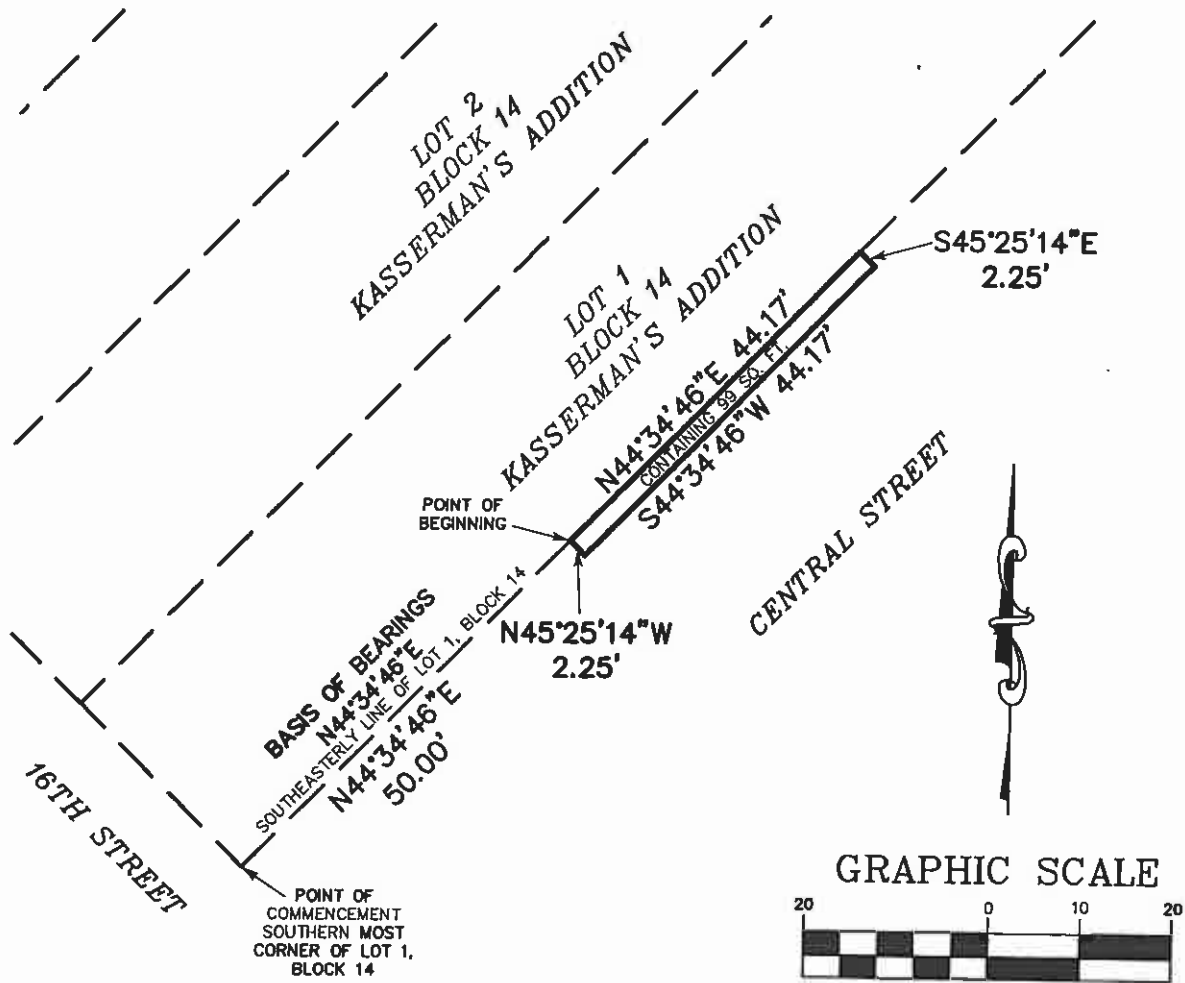 LOT 2
BLOCK 14
KASSERMAN'S ADDITION
LOT 1
BLOCK 14
KASSERMAN'S ADDITION
S45°25'14"E
2.25'
N44°34'46"E 44.17'
CONTAINING 99 SQ. FT.
S44°34'46"W 44.17'
POINT OF
BEGINNING
CENTRAL STREET
N45°25'14"W
2.25'
BASIS OF BEARINGS
N44°34'46"E
SOUTHEASTERLY LINE OF LOT 1, BLOCK 14
N44°34'46"E
50.00'
16TH STREET
POINT OF
COMMENCEMENT
SOUTHERN MOST
CORNER OF LOT 1,
BLOCK 14
GRAPHIC SCALE
20 0 10 20